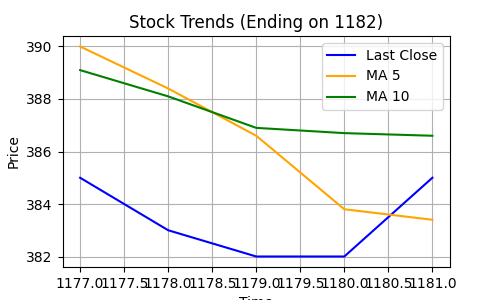 Stock Trends (Ending on 1182)
Price
390
388
386
384
382
Last Close
MA 5
MA 10
1177.0 1177.5 1178.0 1178.5 1179.0 1179.5 1180.0 1180.5 1181.0
Time